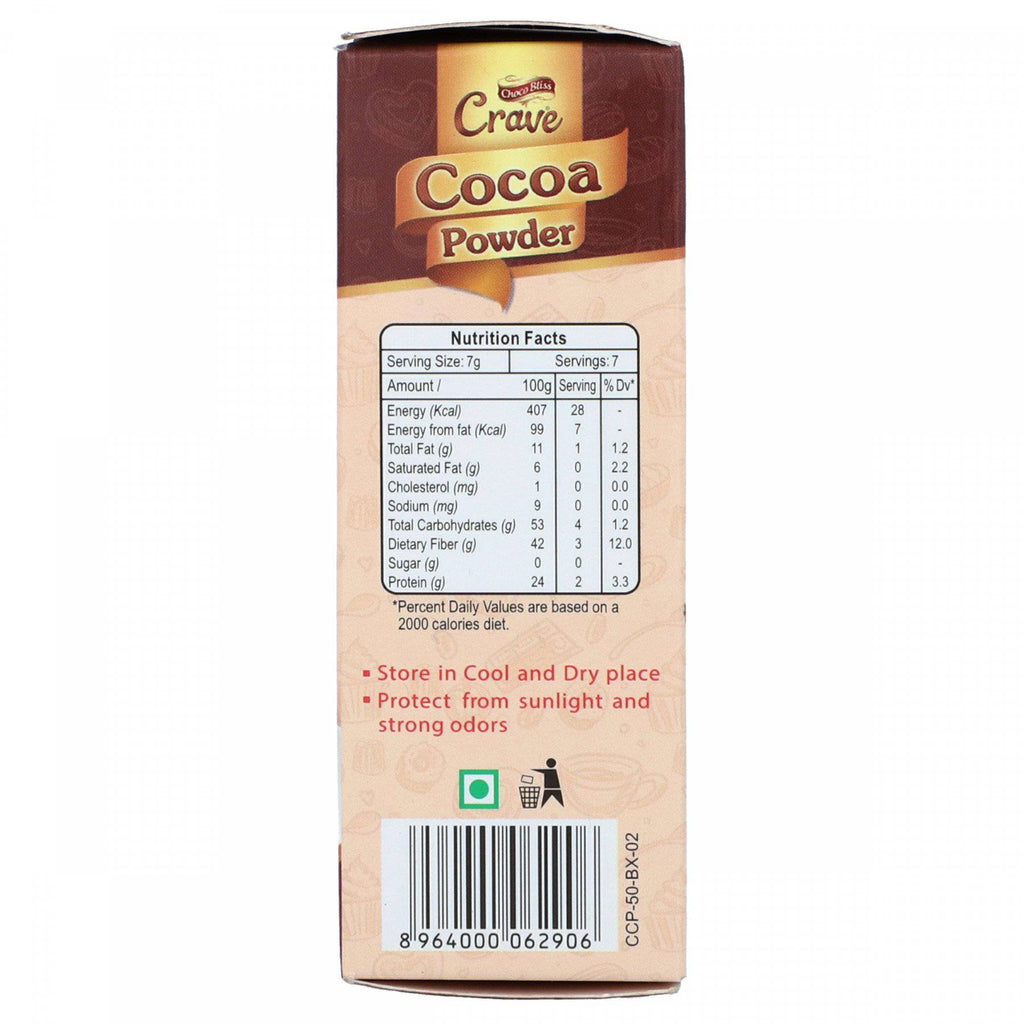 Choco Bliss
Crave
Cocoa
Powder
Nutrition Facts
Serving Size: 7g Servings: 7
Amount / 100g Serving % Dv*
Energy (Kcal) 407 28 -
Energy from fat (Kcal) 99 7 -
Total Fat (g) 11 1 1.2
Saturated Fat (g) 6 0 2.2
Cholesterol (mg) 1 0 0.0
Sodium (mg) 9 0 0.0
Total Carbohydrates (g) 53 4 1.2
Dietary Fiber (g) 42 3 12.0
Sugar (g) 0 0 -
Protein (g) 24 2 3.3
*Percent Daily Values are based on a
2000 calories diet.
▪ Store in Cool and Dry place
▪ Protect from sunlight and
strong odors
8 964000 062906
CCP-50-BX-02